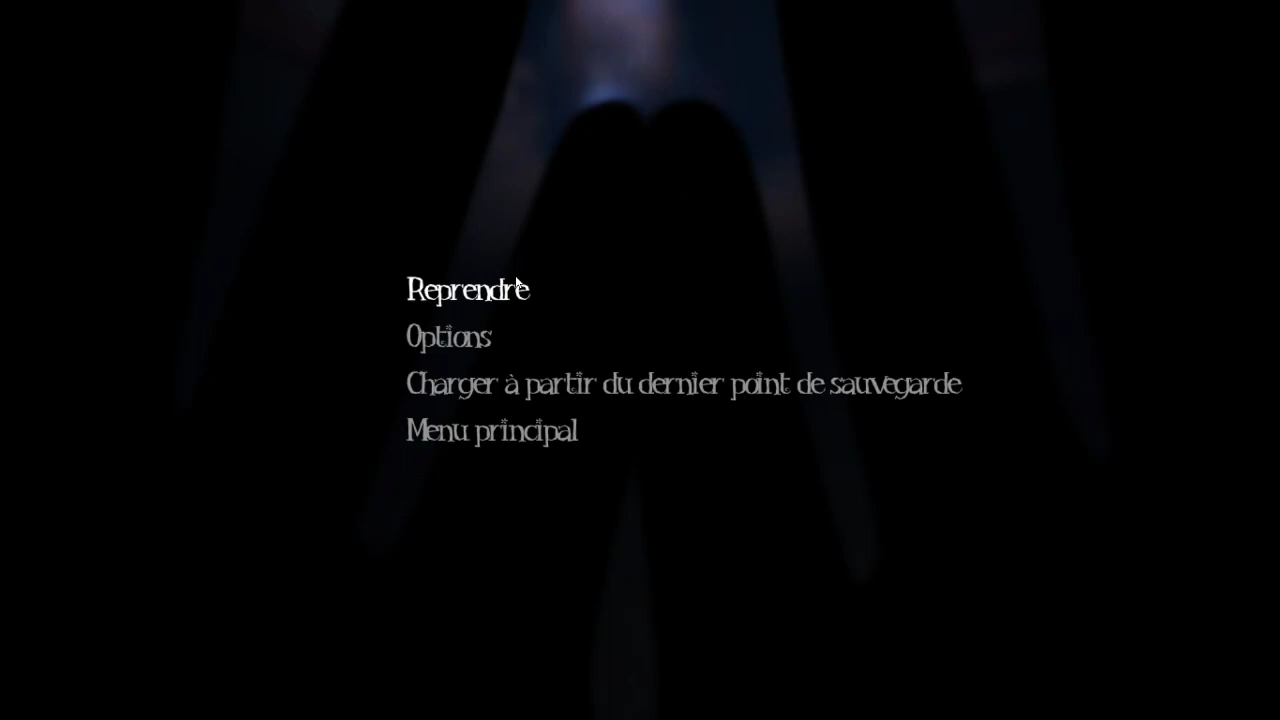 Reprendre
Options
Charger à partir du dernier point de sauvegarde
Menu principal